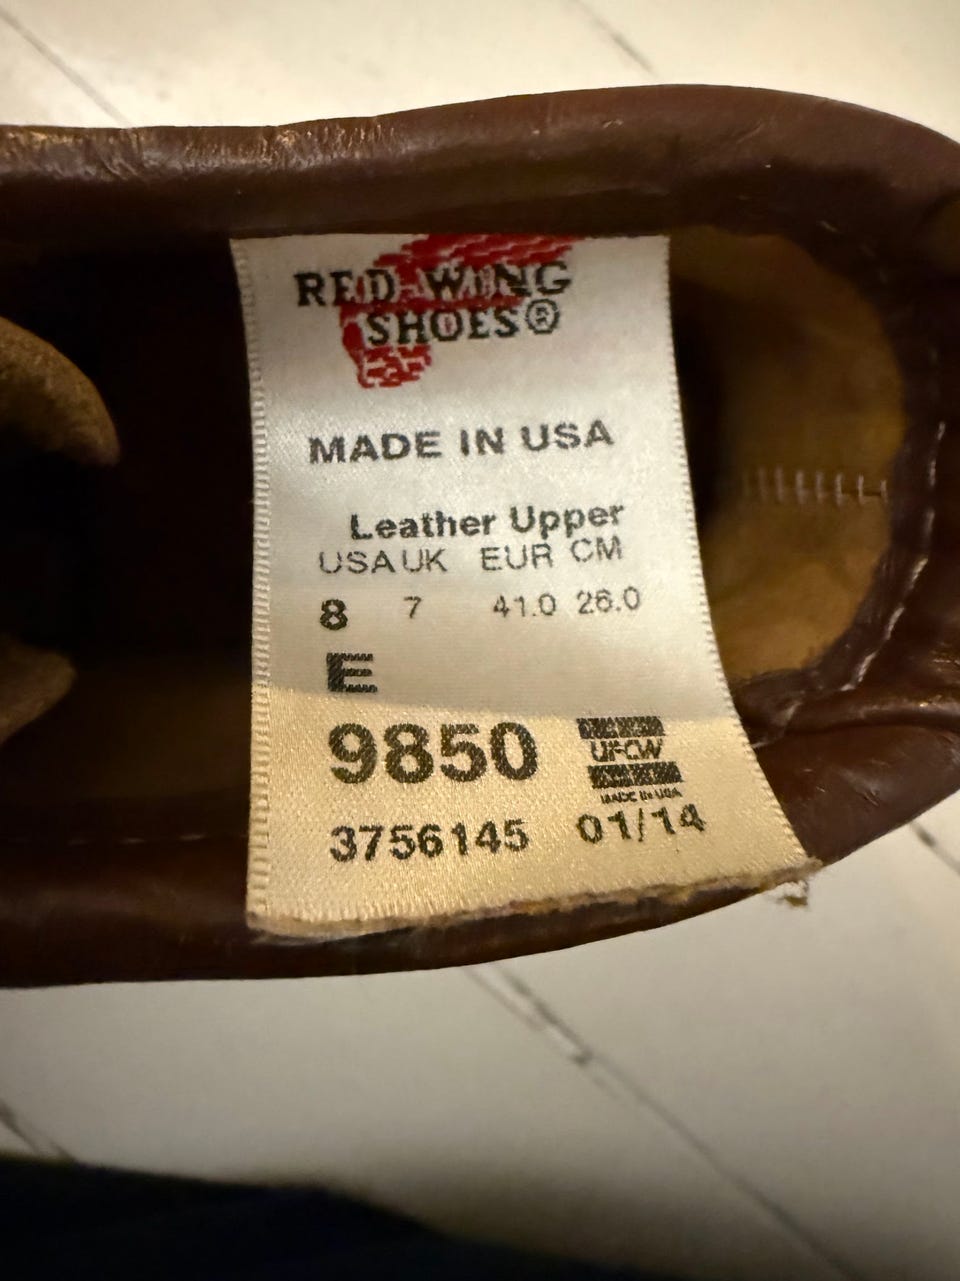 RED WING
SHOES®
MADE IN USA
Leather Upper
USA UK EUR CM
8 7 41.0 26.0
E
9850
UFCW
MADE IN USA
3756145 01/14